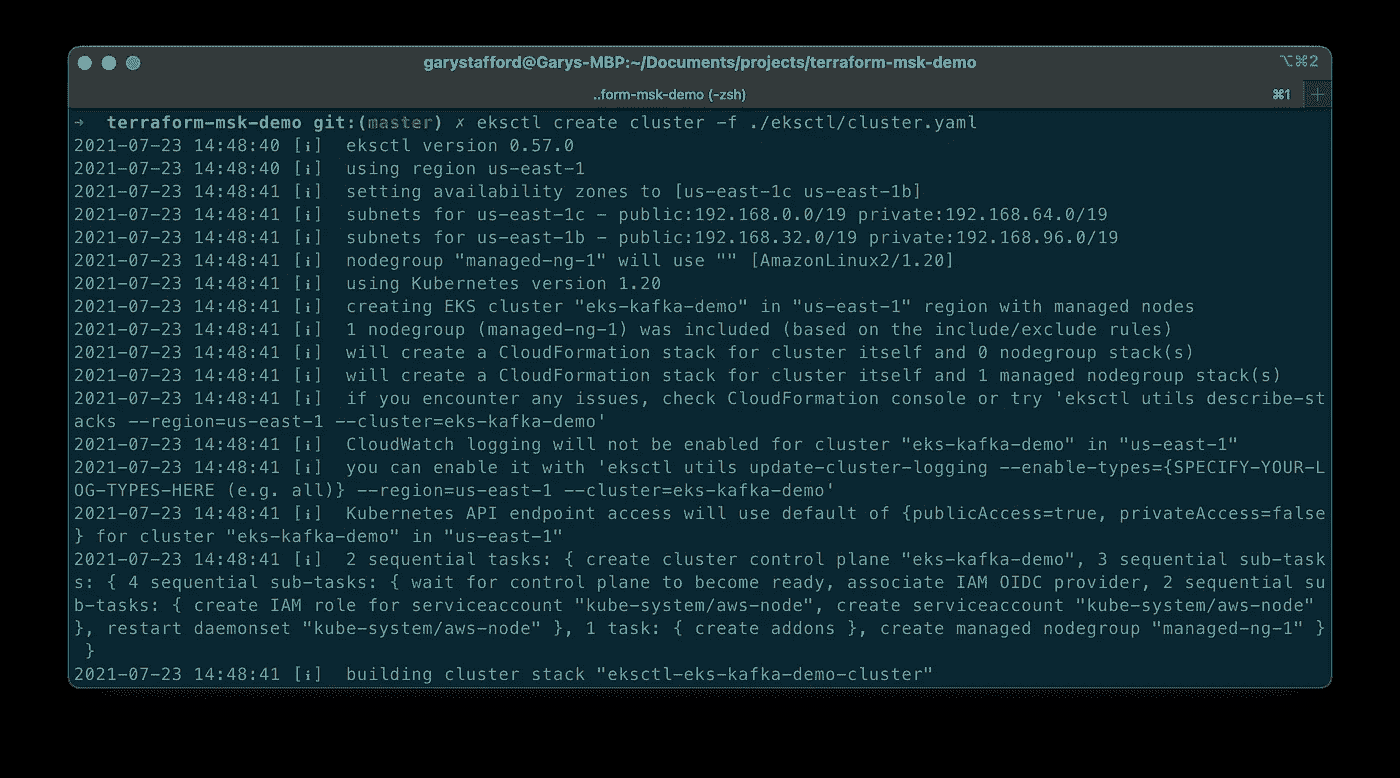 garystafford@Garys-MBP:~/Documents/projects/terraform-msk-demo
⌥⌘2
..form-msk-demo (-zsh)
⌘1 +
→ terraform-msk-demo git:(master) ✗ eksctl create cluster -f ./eksctl/cluster.yaml
2021-07-23 14:48:40 [ℹ]  eksctl version 0.57.0
2021-07-23 14:48:40 [ℹ]  using region us-east-1
2021-07-23 14:48:41 [ℹ]  setting availability zones to [us-east-1c us-east-1b]
2021-07-23 14:48:41 [ℹ]  subnets for us-east-1c - public:192.168.0.0/19 private:192.168.64.0/19
2021-07-23 14:48:41 [ℹ]  subnets for us-east-1b - public:192.168.32.0/19 private:192.168.96.0/19
2021-07-23 14:48:41 [ℹ]  nodegroup "managed-ng-1" will use "" [AmazonLinux2/1.20]
2021-07-23 14:48:41 [ℹ]  using Kubernetes version 1.20
2021-07-23 14:48:41 [ℹ]  creating EKS cluster "eks-kafka-demo" in "us-east-1" region with managed nodes
2021-07-23 14:48:41 [ℹ]  1 nodegroup (managed-ng-1) was included (based on the include/exclude rules)
2021-07-23 14:48:41 [ℹ]  will create a CloudFormation stack for cluster itself and 0 nodegroup stack(s)
2021-07-23 14:48:41 [ℹ]  will create a CloudFormation stack for cluster itself and 1 managed nodegroup stack(s)
2021-07-23 14:48:41 [ℹ]  if you encounter any issues, check CloudFormation console or try 'eksctl utils describe-st
acks --region=us-east-1 --cluster=eks-kafka-demo'
2021-07-23 14:48:41 [ℹ]  CloudWatch logging will not be enabled for cluster "eks-kafka-demo" in "us-east-1"
2021-07-23 14:48:41 [ℹ]  you can enable it with 'eksctl utils update-cluster-logging --enable-types={SPECIFY-YOUR-L
OG-TYPES-HERE (e.g. all)} --region=us-east-1 --cluster=eks-kafka-demo'
2021-07-23 14:48:41 [ℹ]  Kubernetes API endpoint access will use default of {publicAccess=true, privateAccess=false
} for cluster "eks-kafka-demo" in "us-east-1"
2021-07-23 14:48:41 [ℹ]  2 sequential tasks: { create cluster control plane "eks-kafka-demo", 3 sequential sub-task
s: { 4 sequential sub-tasks: { wait for control plane to become ready, associate IAM OIDC provider, 2 sequential su
b-tasks: { create IAM role for serviceaccount "kube-system/aws-node", create serviceaccount "kube-system/aws-node"
}, restart daemonset "kube-system/aws-node" }, 1 task: { create addons }, create managed nodegroup "managed-ng-1" }
 }
2021-07-23 14:48:41 [ℹ]  building cluster stack "eksctl-eks-kafka-demo-cluster"